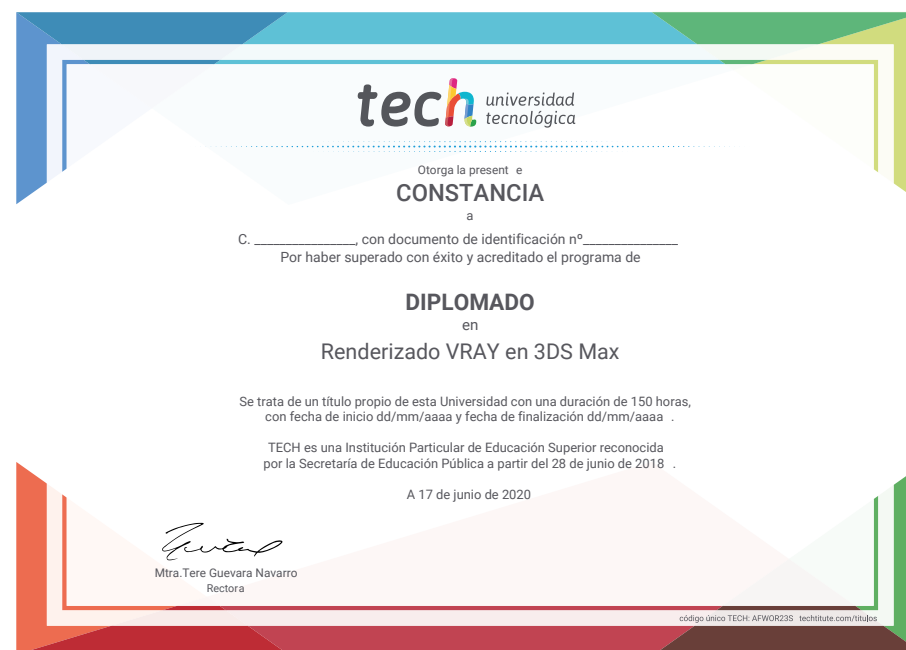 tech universidad
tecnológica
Otorga la present e
CONSTANCIA
a
C. ________________, con documento de identificación nº_______________
Por haber superado con éxito y acreditado el programa de
DIPLOMADO
en
Renderizado VRAY en 3DS Max
Se trata de un título propio de esta Universidad con una duración de 150 horas,
con fecha de inicio dd/mm/aaaa y fecha de finalización dd/mm/aaaa .
TECH es una Institución Particular de Educación Superior reconocida
por la Secretaría de Educación Pública a partir del 28 de junio de 2018 .
A 17 de junio de 2020
Mtra.Tere Guevara Navarro
Rectora
código único TECH: AFWOR23S techtitute.com/titulos